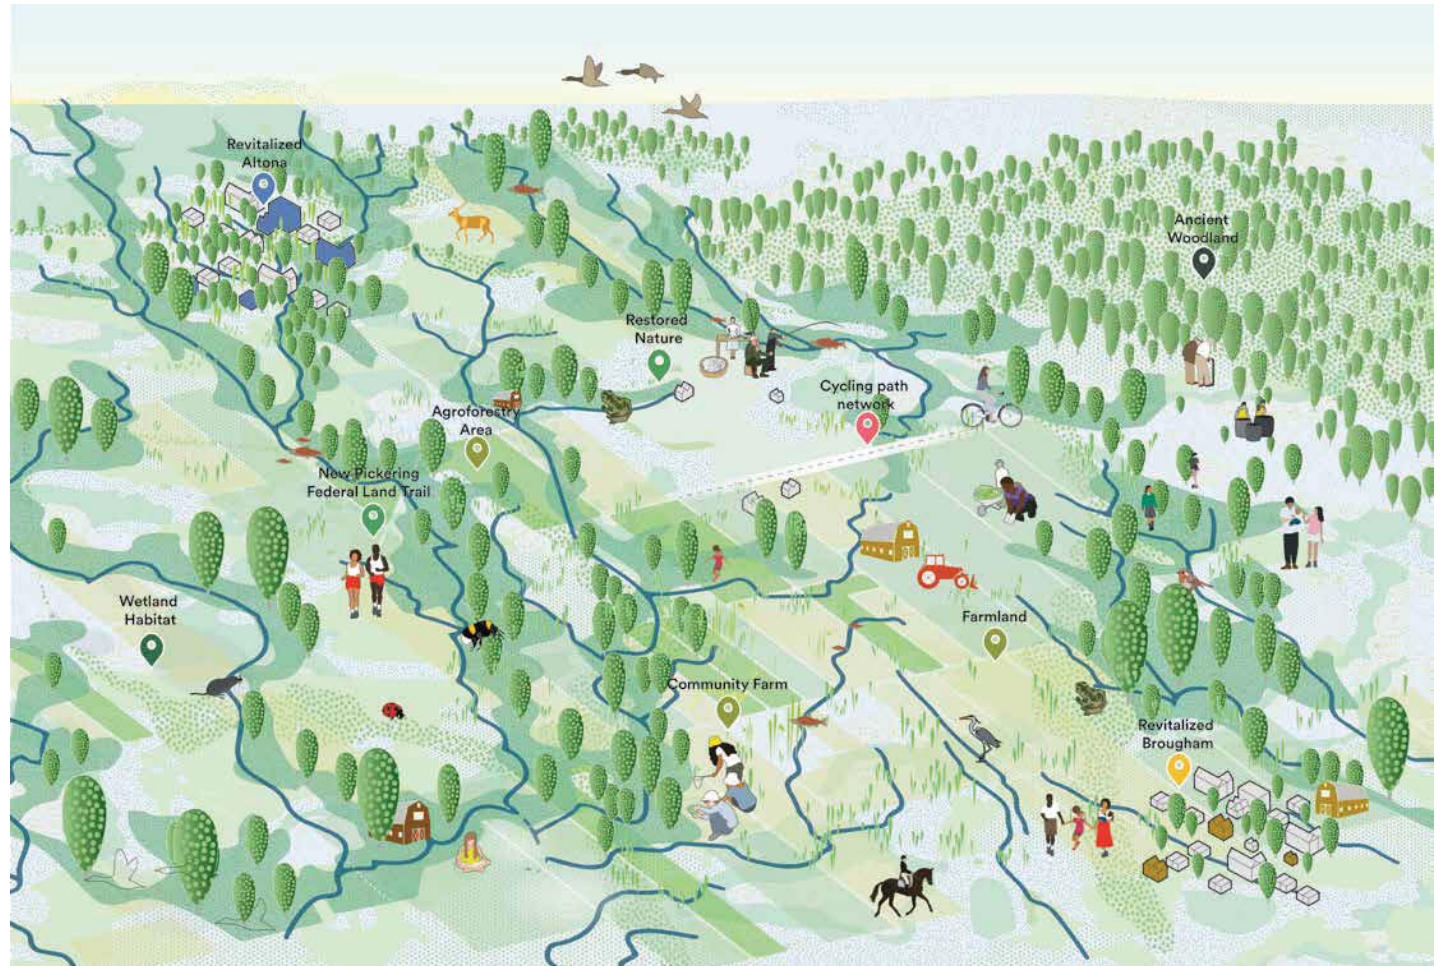 Revitalized
Altona
Ancient
Woodland
Restored
Nature
Cycling path
network
Agroforestry
Area
New Pickering
Federal Land Trail
Wetland
Habitat
Farmland
Community Farm
Revitalized
Brougham